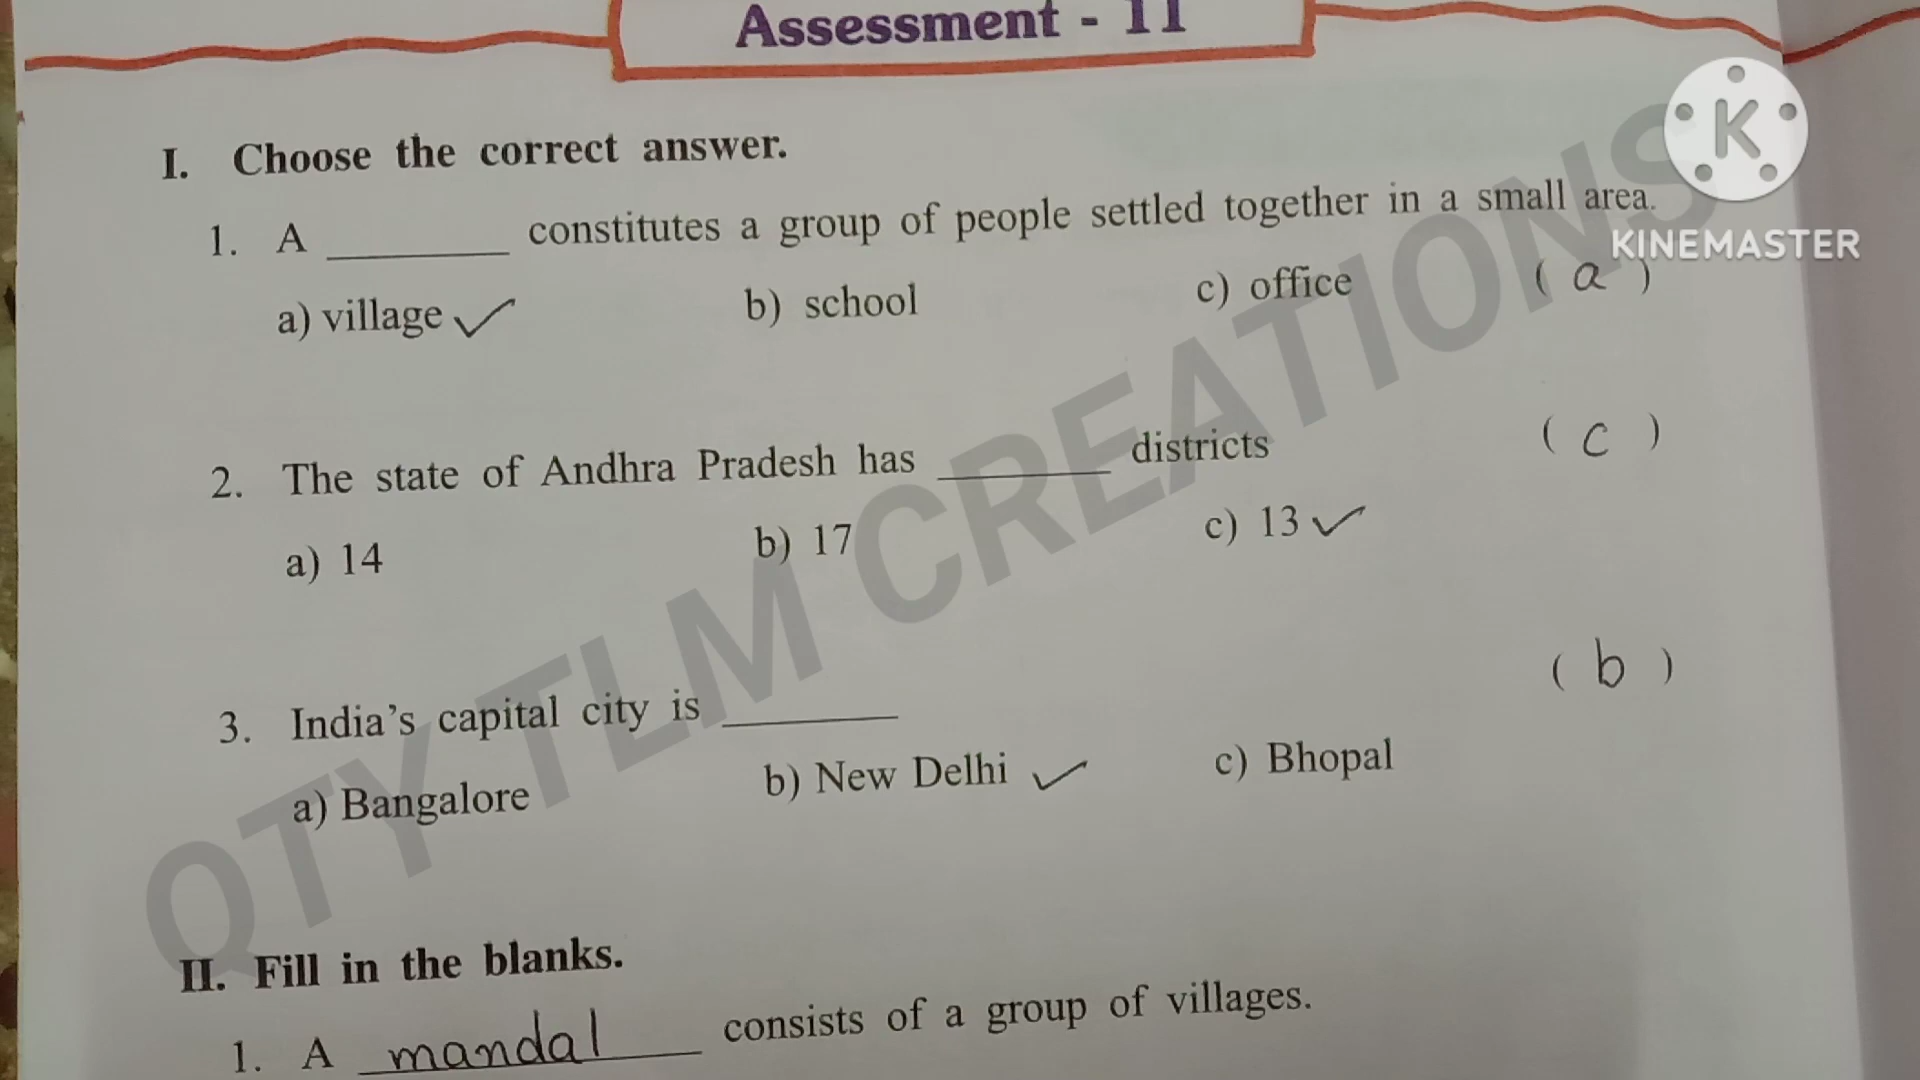 Assessment - 11
I. Choose the correct answer.
1. A ________ constitutes a group of people settled together in a small area.
a) village ✓ b) school c) office ( a )
2. The state of Andhra Pradesh has ________ districts ( c )
a) 14 b) 17 c) 13 ✓
3. India's capital city is ________ ( b )
a) Bangalore b) New Delhi ✓ c) Bhopal
II. Fill in the blanks.
1. A mandal consists of a group of villages.
K
KINEMASTER
QTY TLM CREATIONS